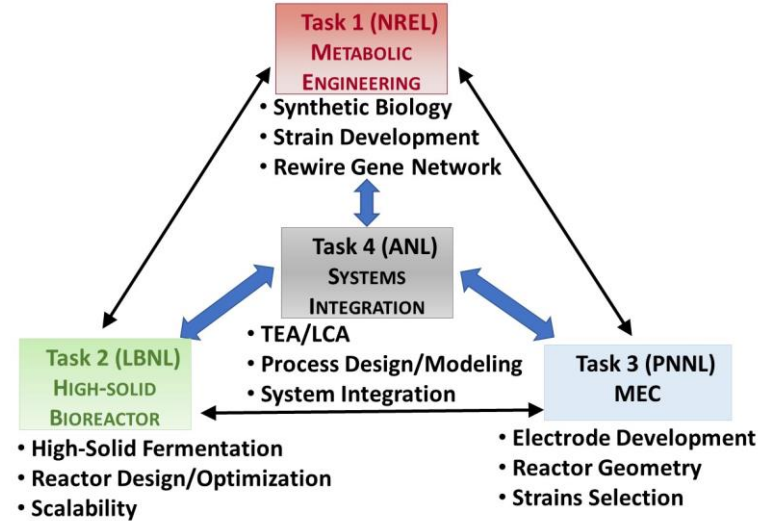 Task 1 (NREL)
METABOLIC
ENGINEERING
• Synthetic Biology
• Strain Development
• Rewire Gene Network
Task 4 (ANL)
SYSTEMS
INTEGRATION
• TEA/LCA
• Process Design/Modeling
• System Integration
Task 2 (LBNL)
HIGH-SOLID
BIOREACTOR
• High-Solid Fermentation
• Reactor Design/Optimization
• Scalability
Task 3 (PNNL)
MEC
• Electrode Development
• Reactor Geometry
• Strains Selection